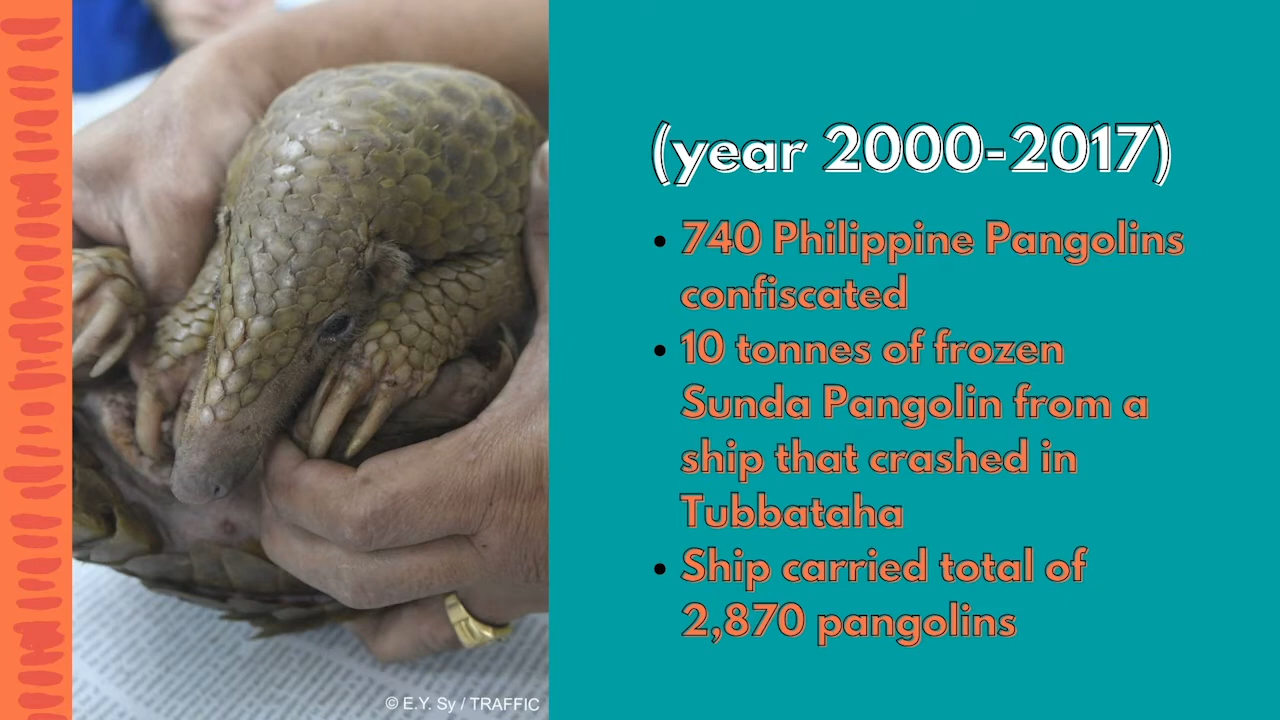 (year 2000-2017)
• 740 Philippine Pangolins
confiscated
• 10 tonnes of frozen
Sunda Pangolin from a
ship that crashed in
Tubbataha
• Ship carried total of
2,870 pangolins
© E.Y. Sy / TRAFFIC